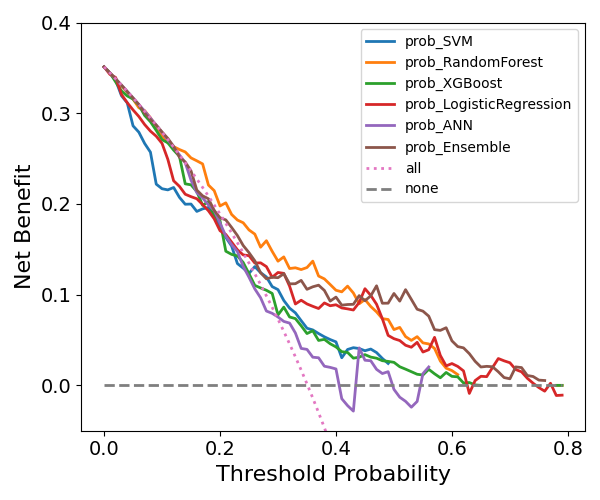 0.4
0.3
0.2
0.1
0.0
Net Benefit
prob_SVM
prob_RandomForest
prob_XGBoost
prob_LogisticRegression
prob_ANN
prob_Ensemble
all
none
0.0 0.2 0.4 0.6 0.8
Threshold Probability